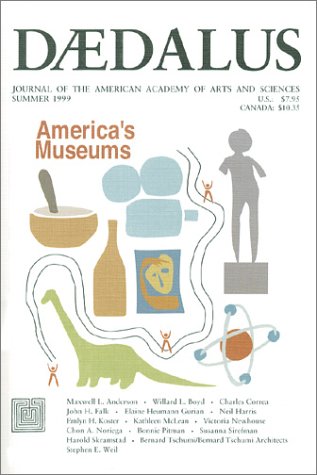 DÆDALUS
JOURNAL OF THE AMERICAN ACADEMY OF ARTS AND SCIENCES
SUMMER 1999
U.S.: $7.95
CANADA: $10.35
America's
Museums
Maxwell L. Anderson • Willard L. Boyd • Charles Correa
John H. Falk • Elaine Heumann Gurian • Neil Harris
Emlyn H. Koster • Kathleen McLean • Victoria Newhouse
Chon A. Noriega • Bonnie Pitman • Susanna Sirefman
Harold Skramstad • Bernard Tschumi/Bernard Tschumi Architects
Stephen E. Weil